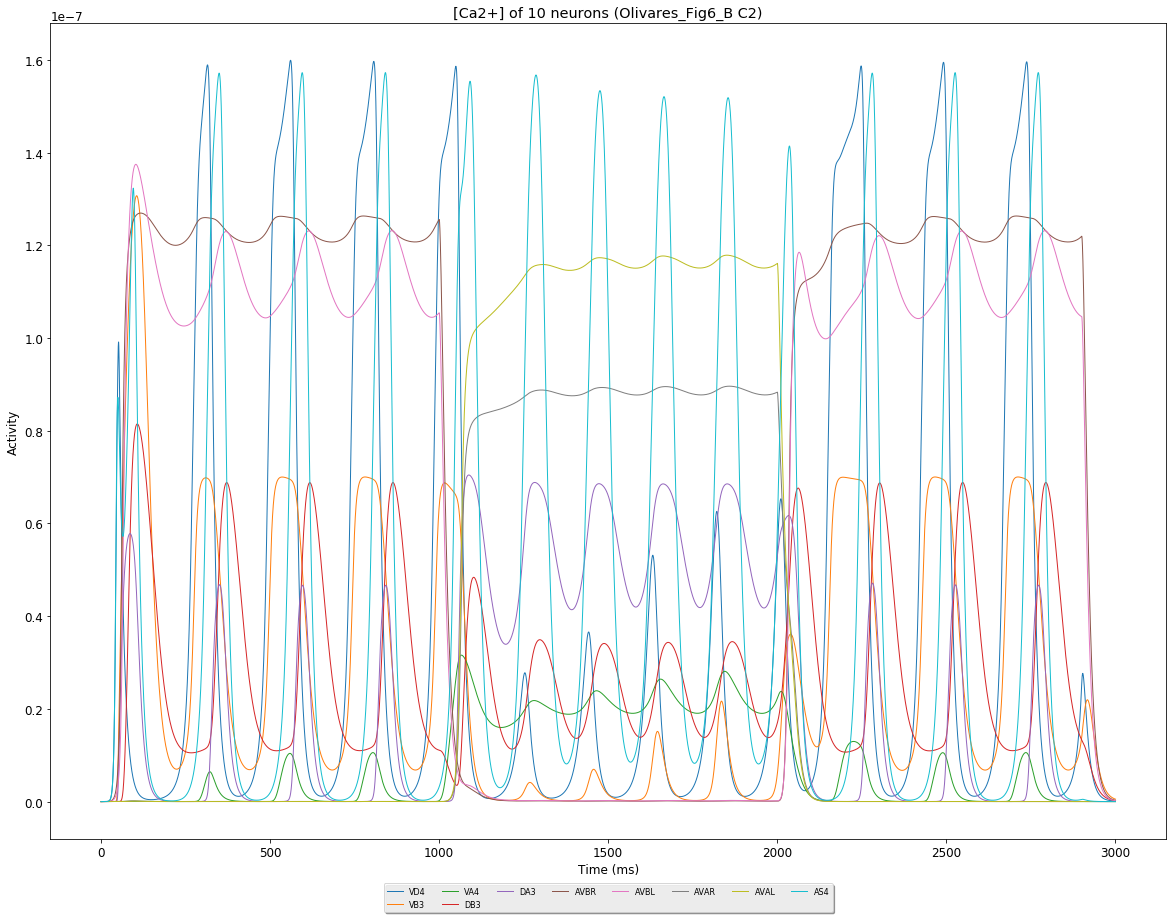 [Ca2+] of 10 neurons (Olivares_Fig6_B C2)
1e−7
1.6
1.4
1.2
1.0
0.8
0.6
0.4
0.2
0.0
Activity
0 500 1000 1500 2000 2500 3000
Time (ms)
VD4 VA4 DA3 AVBR AVBL AVAR AVAL AS4
VB3 DB3